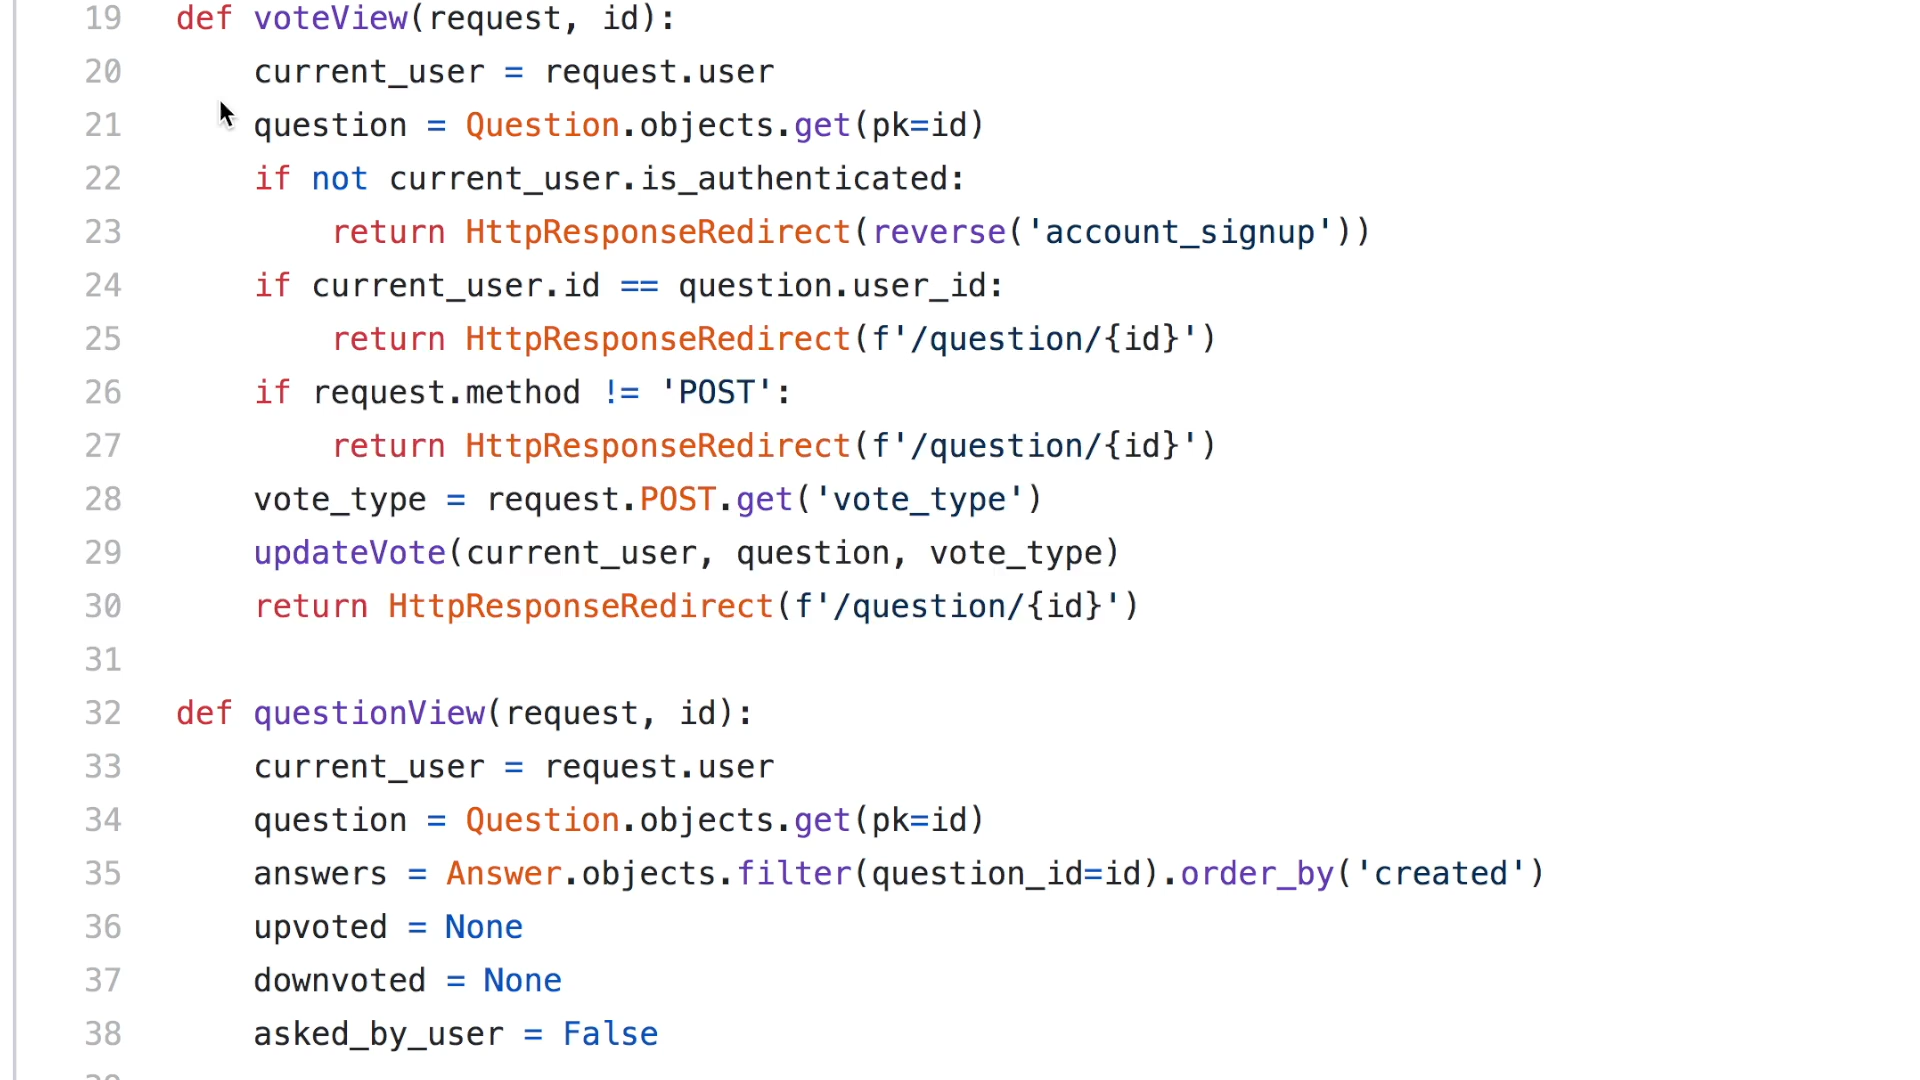 19 def voteView(request, id):
20 current_user = request.user
21 question = Question.objects.get(pk=id)
22 if not current_user.is_authenticated:
23 return HttpResponseRedirect(reverse('account_signup'))
24 if current_user.id == question.user_id:
25 return HttpResponseRedirect(f'/question/{id}')
26 if request.method != 'POST':
27 return HttpResponseRedirect(f'/question/{id}')
28 vote_type = request.POST.get('vote_type')
29 updateVote(current_user, question, vote_type)
30 return HttpResponseRedirect(f'/question/{id}')
31
32 def questionView(request, id):
33 current_user = request.user
34 question = Question.objects.get(pk=id)
35 answers = Answer.objects.filter(question_id=id).order_by('created')
36 upvoted = None
37 downvoted = None
38 asked_by_user = False